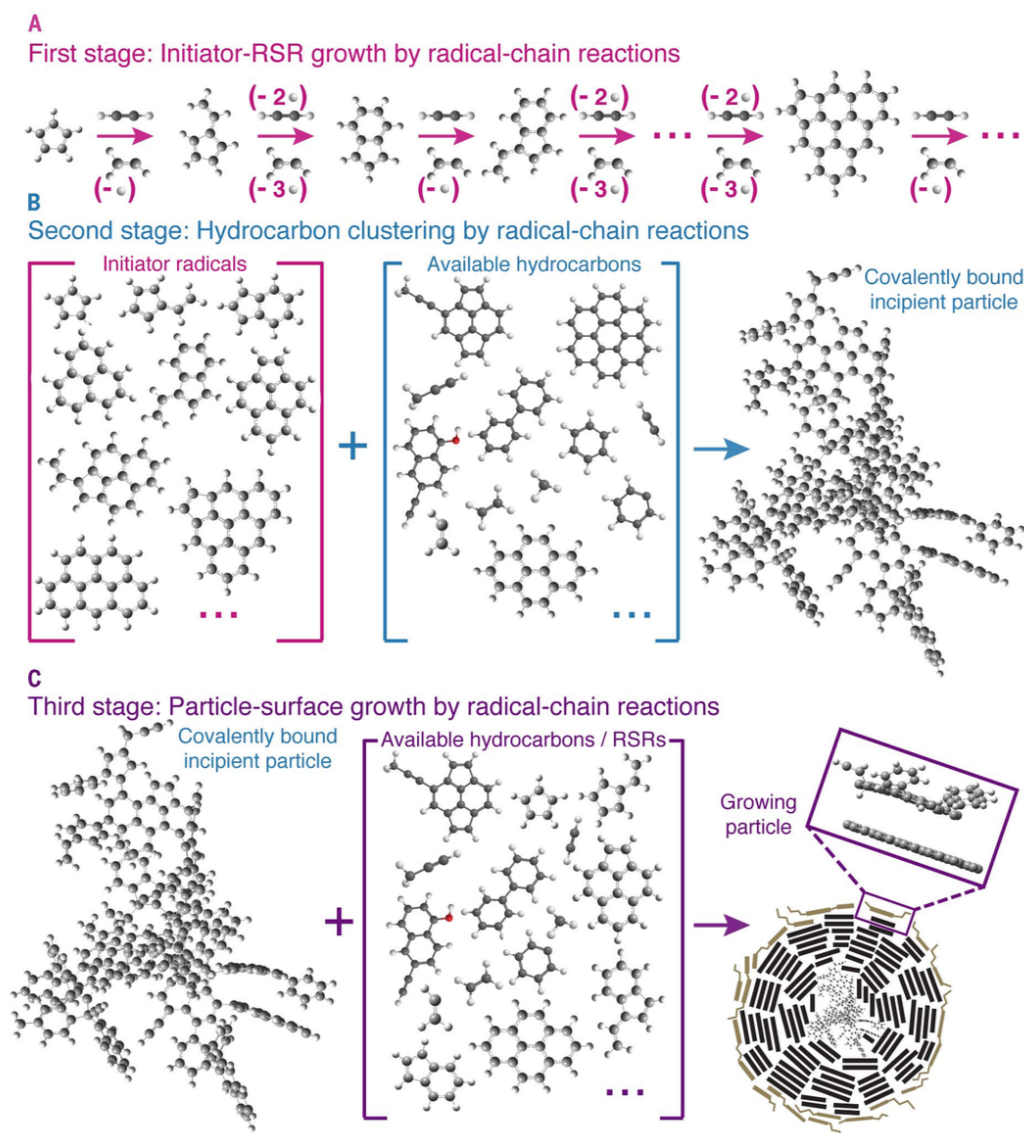 A
First stage: Initiator-RSR growth by radical-chain reactions
(- 2 ) (- 2 ) (- 2 )
... ...
(- ) (- 3 ) (- ) (- 3 ) (- 3 ) (- )
B
Second stage: Hydrocarbon clustering by radical-chain reactions
Initiator radicals
Available hydrocarbons
Covalently bound
incipient particle
+
... ...
C
Third stage: Particle-surface growth by radical-chain reactions
Covalently bound
incipient particle
Available hydrocarbons / RSRs
Growing
particle
+
...